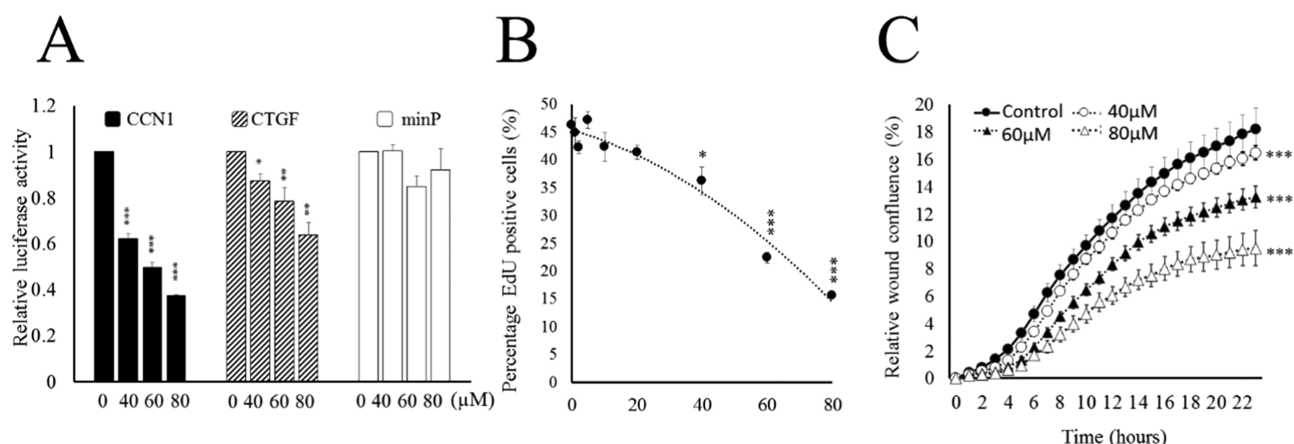 A
Relative luciferase activity
1.2
1
0.8
0.6
0.4
0.2
0
CCN1
CTGF
minP
***
***
***
*
**
**
0 40 60 80 0 40 60 80 0 40 60 80 (µM)
B
Percentage EdU positive cells (%)
50
45
40
35
30
25
20
15
10
5
0
*
***
***
0 20 40 60 80
C
Relative wound confluence (%)
20
18
16
14
12
10
8
6
4
2
0
Control
40µM
60µM
80µM
***
***
***
0 2 4 6 8 10 12 14 16 18 20 22
Time (hours)